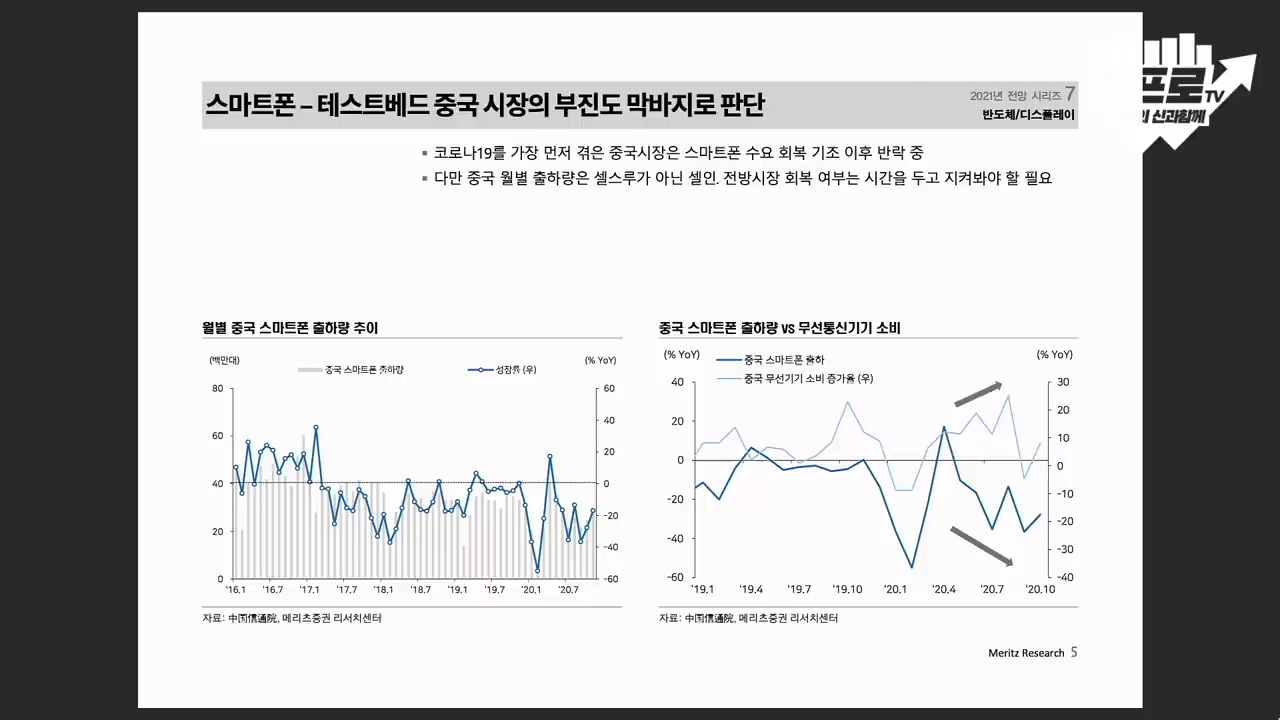 스마트폰 – 테스트베드 중국 시장의 부진도 막바지로 판단
2021년 전망 시리즈 7
반도체/디스플레이
프로TV
의 신과함께
▪ 코로나19를 가장 먼저 겪은 중국시장은 스마트폰 수요 회복 기조 이후 반락 중
▪ 다만 중국 월별 출하량은 셀스루가 아닌 셀인. 전방시장 회복 여부는 시간을 두고 지켜봐야 할 필요
월별 중국 스마트폰 출하량 추이
(백만대)
중국 스마트폰 출하량
성장률 (우)
(% YoY)
80
60
40
20
0
60
40
20
0
-20
-40
-60
'16.1 '16.7 '17.1 '17.7 '18.1 '18.7 '19.1 '19.7 '20.1 '20.7
자료: 中国信通院, 메리츠증권 리서치센터
중국 스마트폰 출하량 vs 무선통신기기 소비
(% YoY)
중국 스마트폰 출하
중국 무선기기 소비 증가율 (우)
(% YoY)
40
20
0
-20
-40
-60
30
20
10
0
-10
-20
-30
-40
'19.1 '19.4 '19.7 '19.10 '20.1 '20.4 '20.7 '20.10
자료: 中国信通院, 메리츠증권 리서치센터
Meritz Research 5